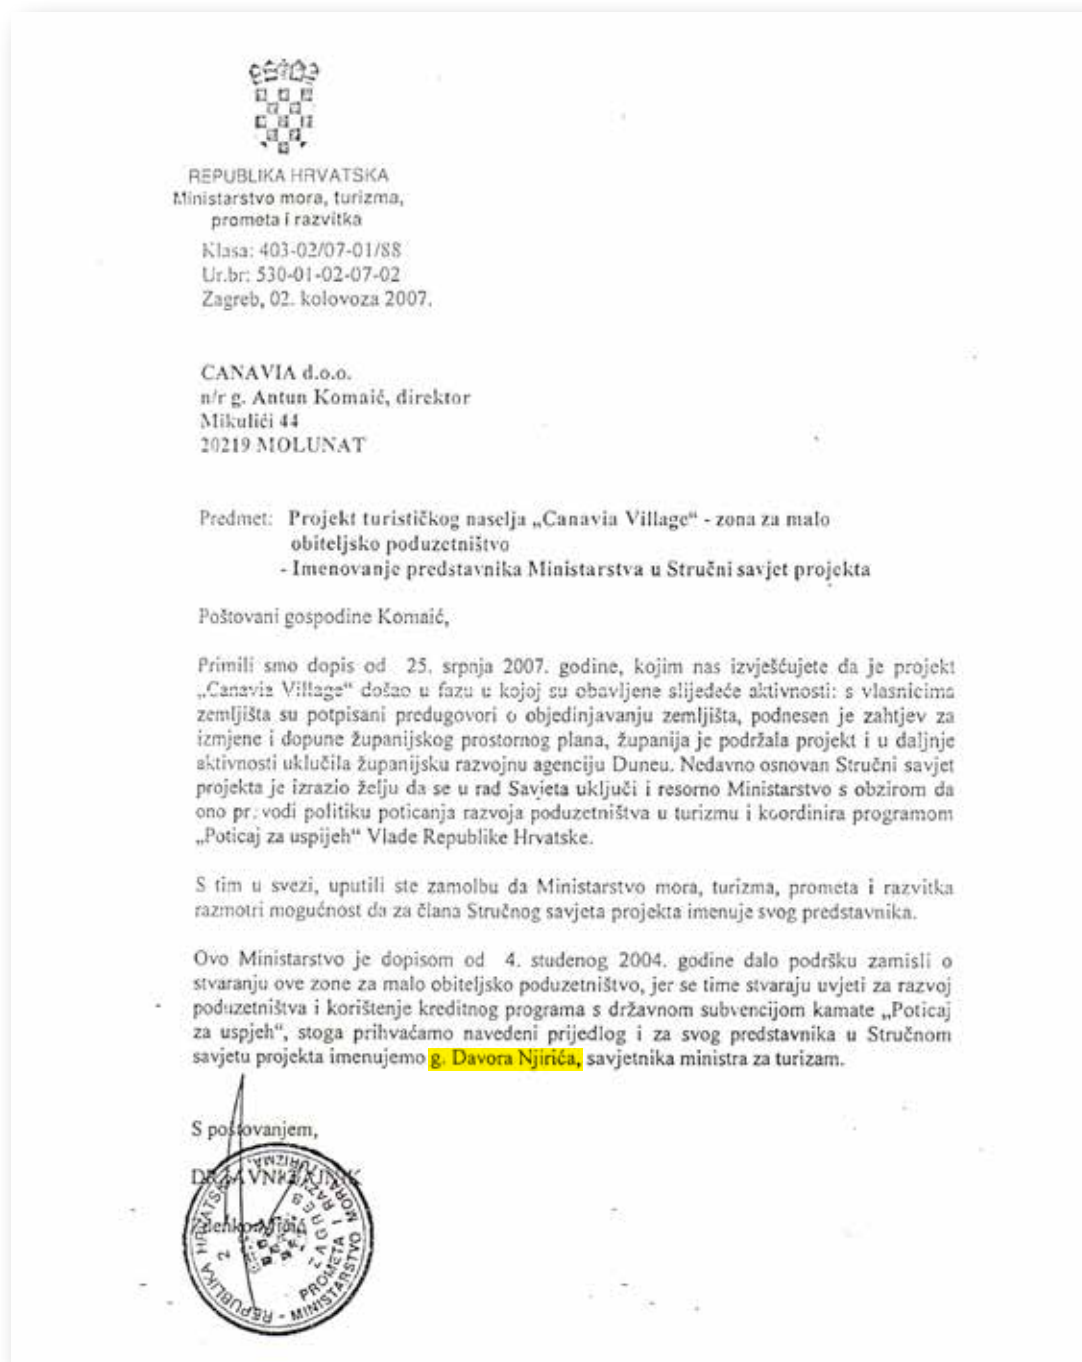 REPUBLIKA HRVATSKA
Ministarstvo mora, turizma,
prometa i razvitka
Klasa: 403-02/07-01/88
Ur.br: 530-01-02-07-02
Zagreb, 02. kolovoza 2007.
CANAVIA d.o.o.
n/r g. Antun Komaić, direktor
Mikulići 44
20219 MOLUNAT
Predmet: Projekt turističkog naselja „Canavia Village“ - zona za malo
obiteljsko poduzetništvo
- Imenovanje predstavnika Ministarstva u Stručni savjet projekta
Poštovani gospodine Komaić,
Primili smo dopis od 25. srpnja 2007. godine, kojim nas izvješćujete da je projekt
„Canavia Village“ došao u fazu u kojoj su obavljene slijedeće aktivnosti: s vlasnicima
zemljišta su potpisani predugovori o objedinjavanju zemljišta, podnesen je zahtjev za
izmjene i dopune županijskog prostornog plana, županija je podržala projekt i u daljnje
aktivnosti uključila županijsku razvojnu agenciju Duneu. Nedavno osnovan Stručni savjet
projekta je izrazio želju da se u rad Savjeta uključi i resorno Ministarstvo s obzirom da
ono pr. vodi politiku poticanja razvoja poduzetništva u turizmu i koordinira programom
„Poticaj za uspijeh“ Vlade Republike Hrvatske.
S tim u svezi, uputili ste zamolbu da Ministarstvo mora, turizma, prometa i razvitka
razmotri mogućnost da za člana Stručnog savjeta projekta imenuje svog predstavnika.
Ovo Ministarstvo je dopisom od 4. studenog 2004. godine dalo podršku zamisli o
stvaranju ove zone za malo obiteljsko poduzetništvo, jer se time stvaraju uvjeti za razvoj
poduzetništva i korištenje kreditnog programa s državnom subvencijom kamate „Poticaj
za uspjeh“, stoga prihvaćamo navedeni prijedlog i za svog predstavnika u Stručnom
savjetu projekta imenujemo g. Davora Njirića, savjetnika ministra za turizam.
S poštovanjem,
REPUBLIKA HRVATSKA - MINISTARSTVO MORA, TURIZMA,
PROMETA I RAZVITKA
ZAGREB
2